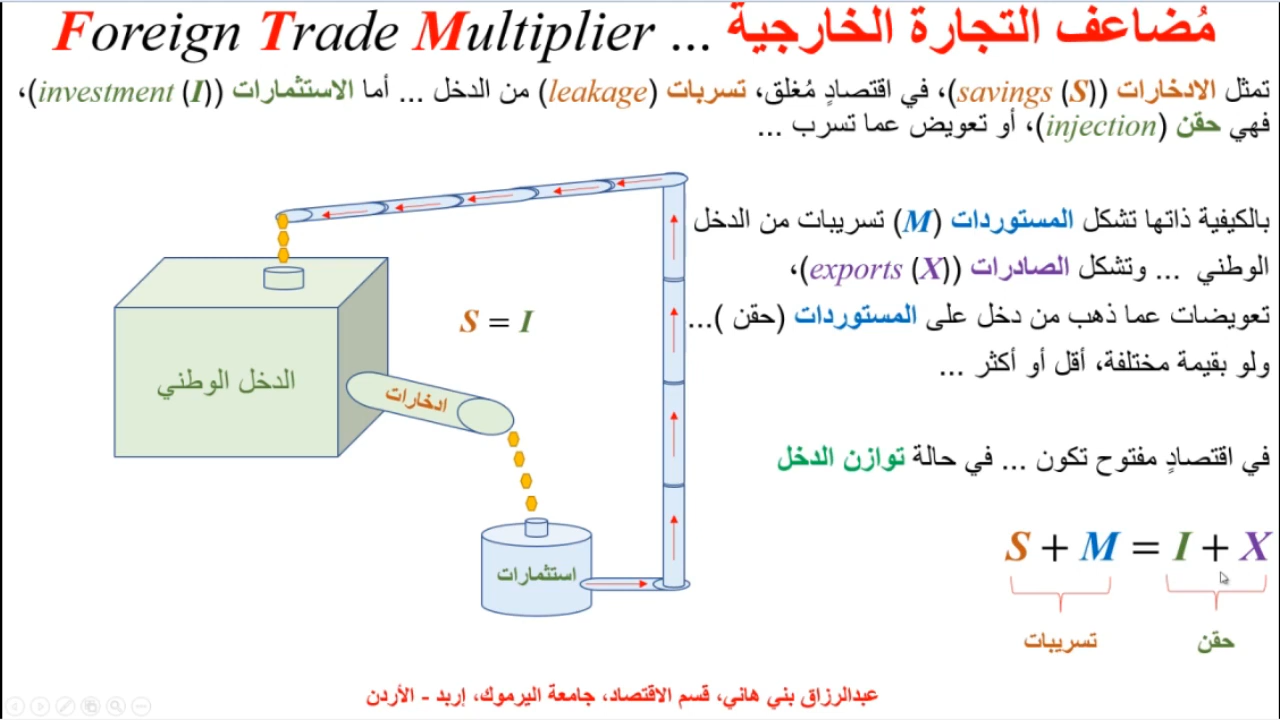 مُضاعف التجارة الخارجية ... Foreign Trade Multiplier
تمثل الادخارات (savings (S))، في اقتصادٍ مُغلق، تسربات (leakage) من الدخل ... أما الاستثمارات (investment (I))،
فهي حقن (injection)، أو تعويض عما تسرب ...
بالكيفية ذاتها تشكل المستوردات (M) تسريبات من الدخل
الوطني ... وتشكل الصادرات (exports (X))،
تعويضات عما ذهب من دخل على المستوردات (حقن )...
ولو بقيمة مختلفة، أقل أو أكثر ...
S = I
الدخل الوطني
ادخارات
استثمارات
في اقتصادٍ مفتوح تكون ... في حالة توازن الدخل
S + M = I + X
تسريبات
حقن
عبدالرزاق بني هاني، قسم الاقتصاد، جامعة اليرموك، إربد - الأردن